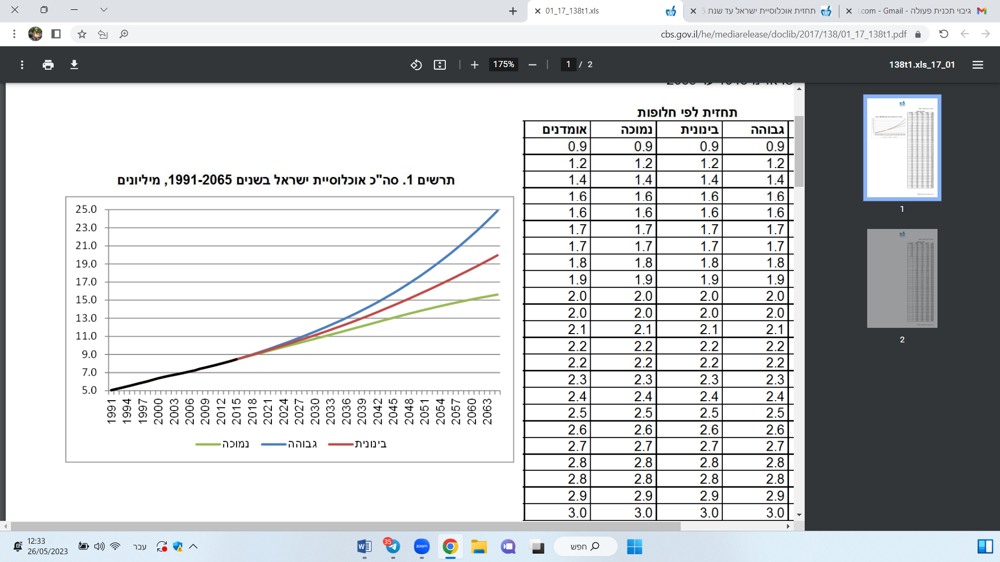 גיבוי תכנית פעולה - l.com - Gmail
תחזית אוכלוסיית ישראל עד שנת 5
01_17_138t1.xls
cbs.gov.il/he/mediarelease/doclib/2017/138/01_17_138t1.pdf
138t1.xls_17_01
1 / 2
175%
תחזית לפי חלופות
גבוהה בינונית נמוכה אומדנים
0.9 0.9 0.9 0.9
1.2 1.2 1.2 1.2
1.4 1.4 1.4 1.4
1.6 1.6 1.6 1.6
1.6 1.6 1.6 1.6
1.7 1.7 1.7 1.7
1.7 1.7 1.7 1.7
1.8 1.8 1.8 1.8
1.9 1.9 1.9 1.9
2.0 2.0 2.0 2.0
2.0 2.0 2.0 2.0
2.1 2.1 2.1 2.1
2.2 2.2 2.2 2.2
2.2 2.2 2.2 2.2
2.3 2.3 2.3 2.3
2.4 2.4 2.4 2.4
2.5 2.5 2.5 2.5
2.6 2.6 2.6 2.6
2.7 2.7 2.7 2.7
2.8 2.8 2.8 2.8
2.8 2.8 2.8 2.8
2.9 2.9 2.9 2.9
3.0 3.0 3.0 3.0
תרשים 1. סה"כ אוכלוסיית ישראל בשנים 1991-2065, מיליונים
25.0
23.0
21.0
19.0
17.0
15.0
13.0
11.0
9.0
7.0
5.0
1991 1994 1997 2000 2003 2006 2009 2012 2015 2018 2021 2024 2027 2030 2033 2036 2039 2042 2045 2048 2051 2054 2057 2060 2063
בינונית גבוהה נמוכה
1
2
חפש
zoom
35
עבר
12:33
26/05/2023